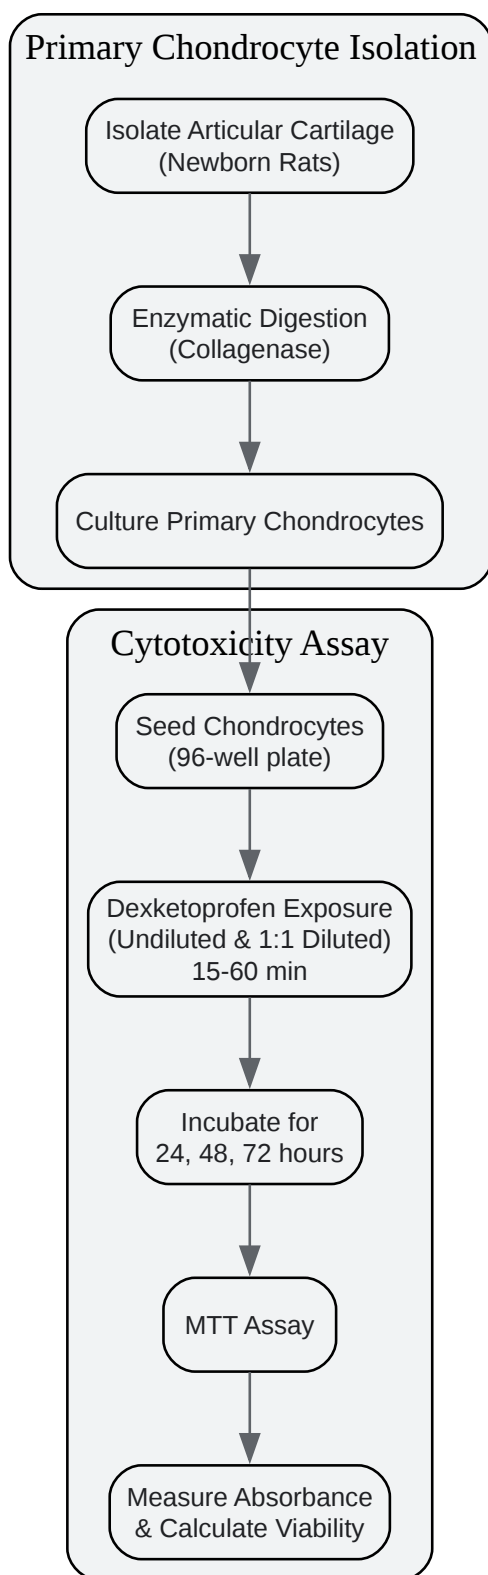 Primary Chondrocyte Isolation
Isolate Articular Cartilage
(Newborn Rats)
Enzymatic Digestion
(Collagenase)
Culture Primary Chondrocytes
Cytotoxicity Assay
Seed Chondrocytes
(96-well plate)
Dexketoprofen Exposure
(Undiluted & 1:1 Diluted)
15-60 min
Incubate for
24, 48, 72 hours
MTT Assay
Measure Absorbance
& Calculate Viability